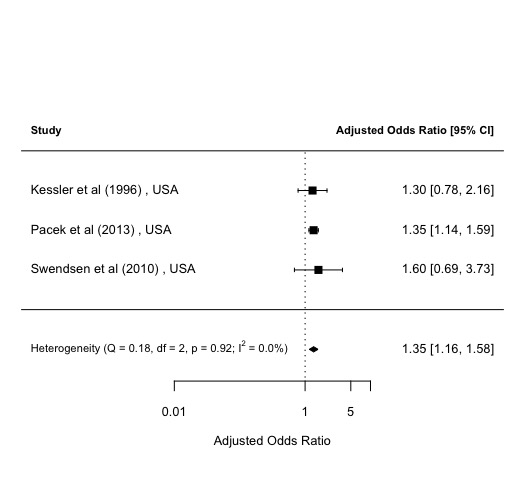 Study Adjusted Odds Ratio [95% CI]
Kessler et al (1996) , USA 1.30 [0.78, 2.16]
Pacek et al (2013) , USA 1.35 [1.14, 1.59]
Swendsen et al (2010) , USA 1.60 [0.69, 3.73]
Heterogeneity (Q = 0.18, df = 2, p = 0.92; I² = 0.0%) 1.35 [1.16, 1.58]
0.01 1 5
Adjusted Odds Ratio